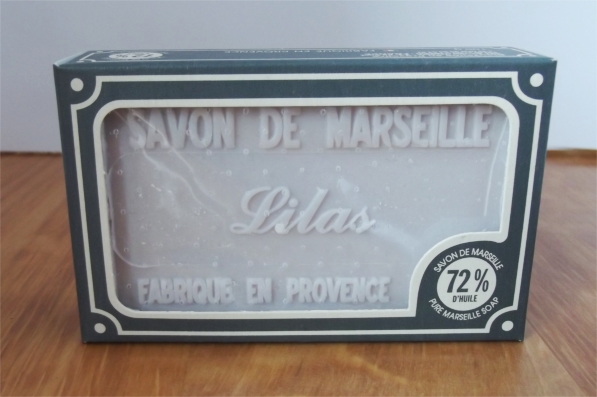 SAVON DE MARSEILLE
Lilas
FABRIQUE EN PROVENCE
SAVON DE MARSEILLE
72 %
D'HUILE
PURE MARSEILLE SOAP